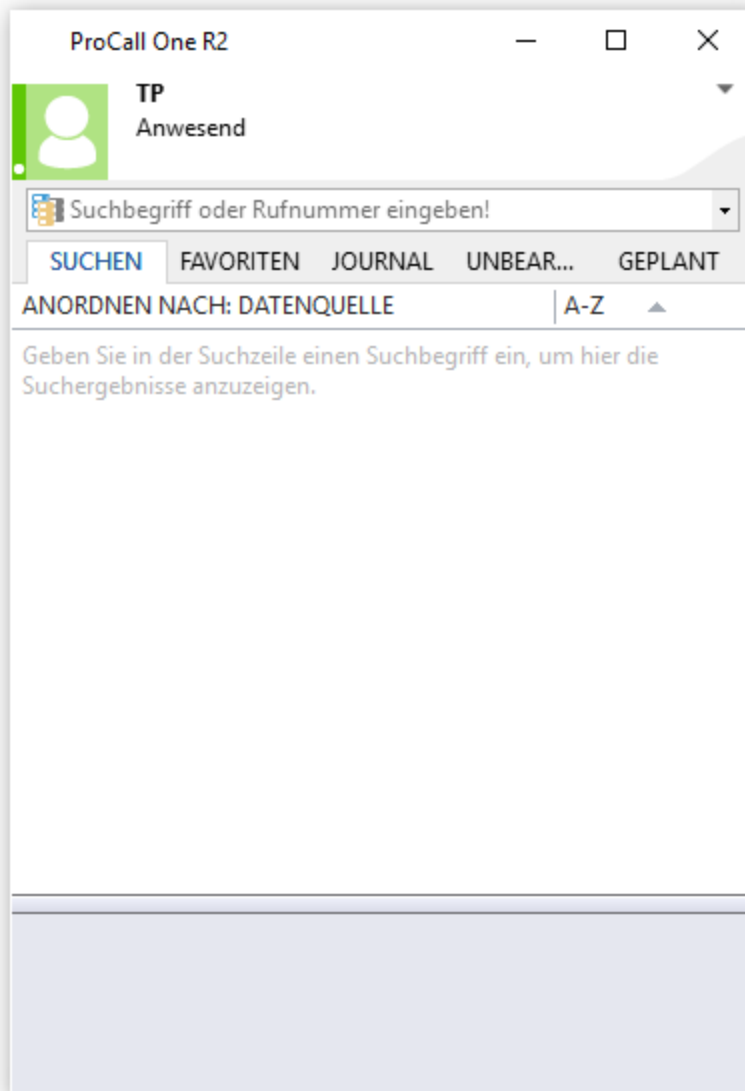 ProCall One R2
TP
Anwesend
Suchbegriff oder Rufnummer eingeben!
SUCHEN FAVORITEN JOURNAL UNBEAR... GEPLANT
ANORDNEN NACH: DATENQUELLE A-Z
Geben Sie in der Suchzeile einen Suchbegriff ein, um hier die
Suchergebnisse anzuzeigen.